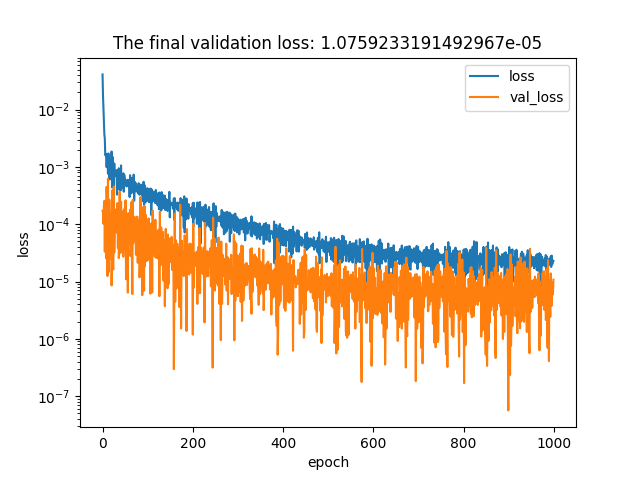 The final validation loss: 1.0759233191492967e-05
loss
val_loss
10⁻²
10⁻³
10⁻⁴
10⁻⁵
10⁻⁶
10⁻⁷
loss
0 200 400 600 800 1000
epoch